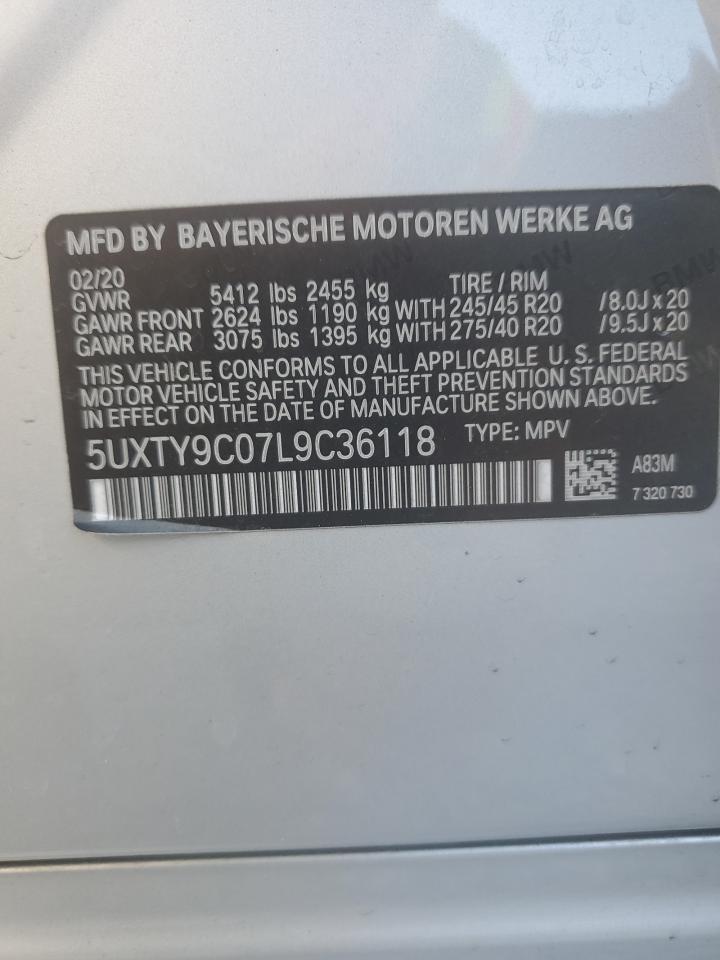 MFD BY BAYERISCHE MOTOREN WERKE AG
02/20 TIRE / RIM
GVWR 5412 lbs 2455 kg
GAWR FRONT 2624 lbs 1190 kg WITH 245/45 R20 /8.0J x 20
GAWR REAR 3075 lbs 1395 kg WITH 275/40 R20 /9.5J x 20
THIS VEHICLE CONFORMS TO ALL APPLICABLE U. S. FEDERAL
MOTOR VEHICLE SAFETY AND THEFT PREVENTION STANDARDS
IN EFFECT ON THE DATE OF MANUFACTURE SHOWN ABOVE.
5UXTY9C07L9C36118 TYPE: MPV
A83M
7 320 730